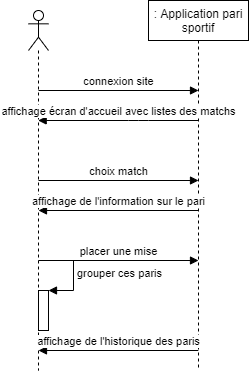 : Application pari
sportif
connexion site
affichage écran d'accueil avec listes des matchs
choix match
affichage de l'information sur le pari
placer une mise
grouper ces paris
affichage de l'historique des paris